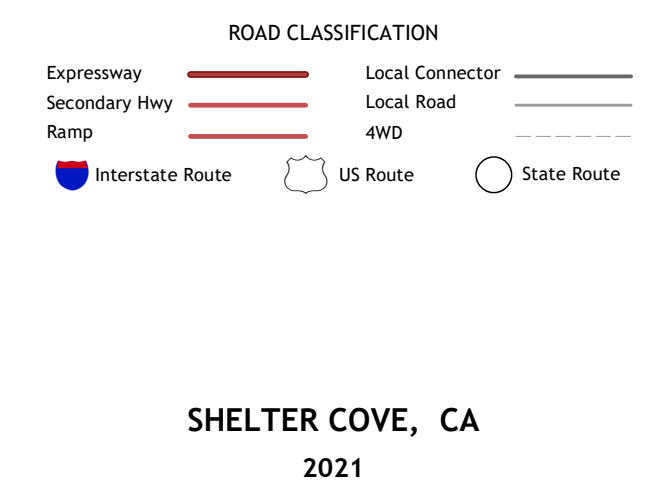 ROAD CLASSIFICATION
Expressway
Secondary Hwy
Ramp
Local Connector
Local Road
4WD
Interstate Route
US Route
State Route
SHELTER COVE, CA
2021